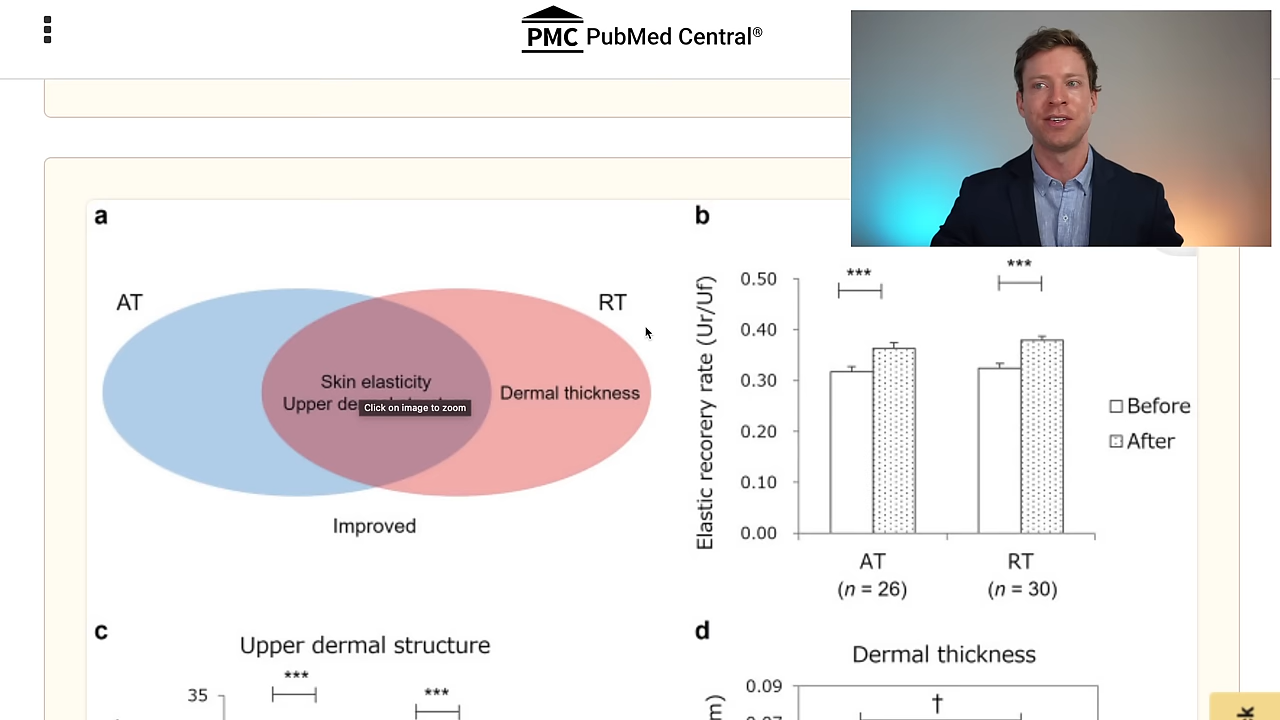 PMC PubMed Central®
a
AT
RT
Skin elasticity
Upper
Click on image to zoom
Dermal thickness
Improved
b
Elastic recorery rate (Ur/Uf)
0.50
0.40
0.30
0.20
0.10
0.00
***
***
Before
After
AT
RT
(n = 26)
(n = 30)
c
Upper dermal structure
***
***
35
d
Dermal thickness
0.09
†